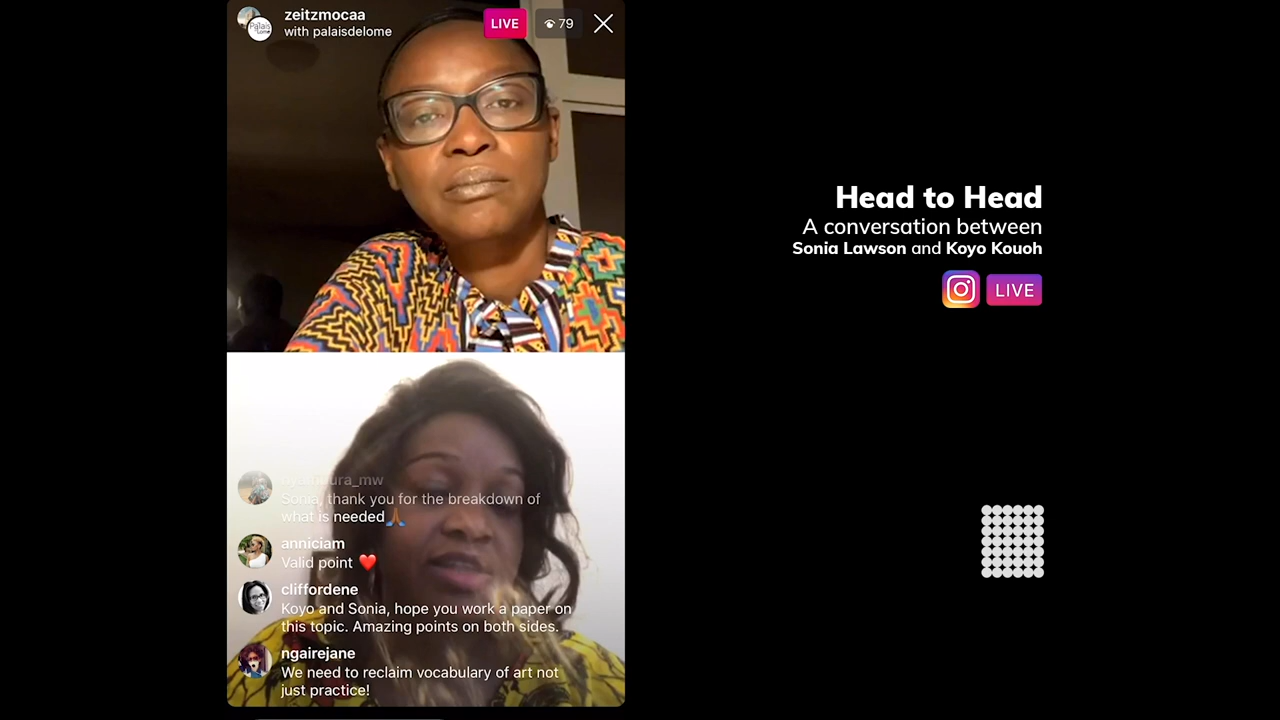 zeitzmocaa
with palaisdelome
LIVE
79
Head to Head
A conversation between
Sonia Lawson and Koyo Kouoh
LIVE
Sonia, thank you for the breakdown of
what is needed🙏🏾
anniciam
Valid point ❤️
cliffordene
Koyo and Sonia, hope you work a paper on
this topic. Amazing points on both sides.
ngairejane
We need to reclaim vocabulary of art not
just practice!